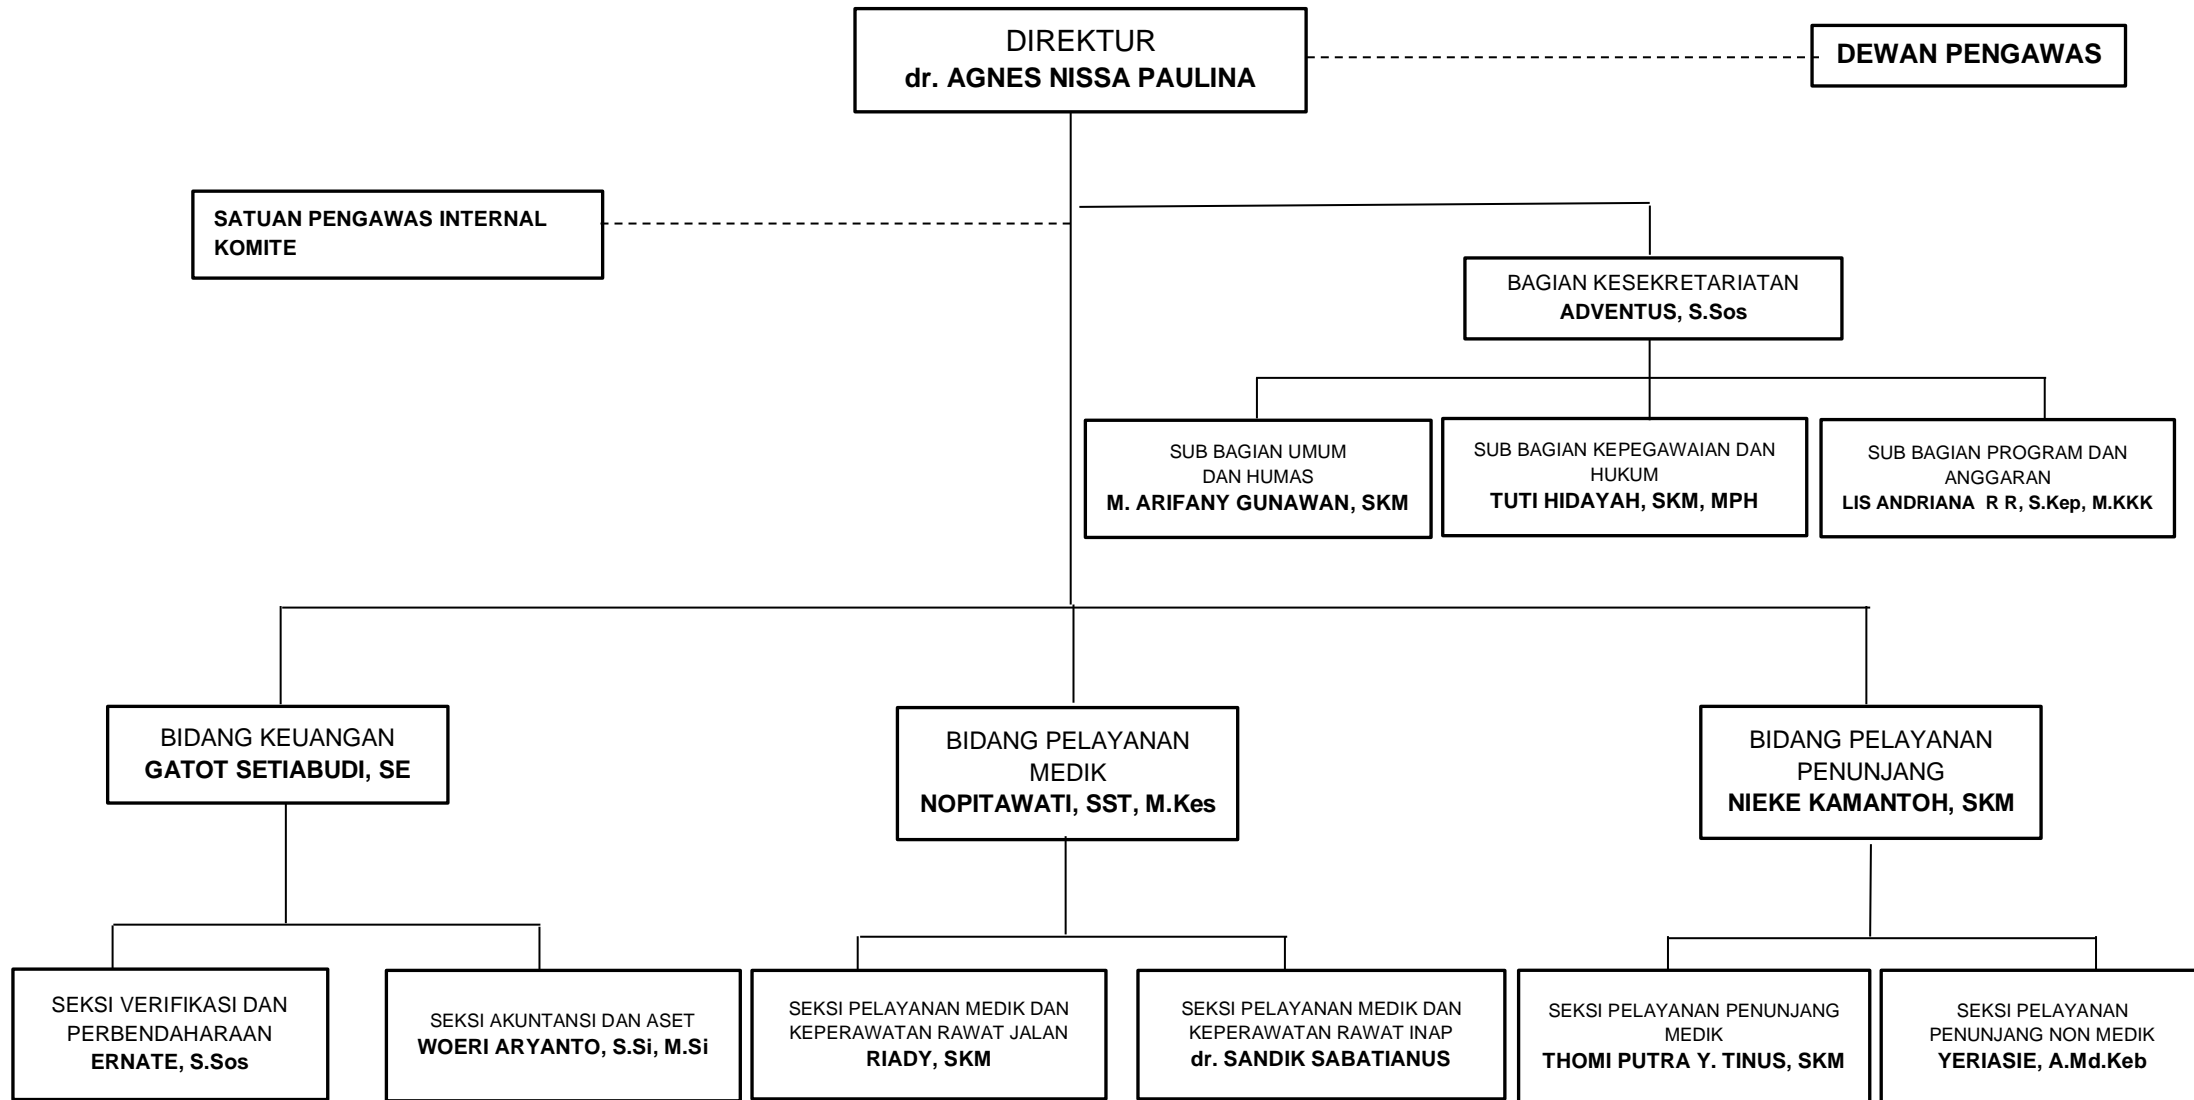 DIREKTUR
dr. AGNES NISSA PAULINA
DEWAN PENGAWAS
SATUAN PENGAWAS INTERNAL
KOMITE
BAGIAN KESEKRETARIATAN
ADVENTUS, S.Sos
SUB BAGIAN UMUM
DAN HUMAS
M. ARIFANY GUNAWAN, SKM
SUB BAGIAN KEPEGAWAIAN DAN
HUKUM
TUTI HIDAYAH, SKM, MPH
SUB BAGIAN PROGRAM DAN
ANGGARAN
LIS ANDRIANA  R R, S.Kep, M.KKK
BIDANG KEUANGAN
GATOT SETIABUDI, SE
BIDANG PELAYANAN
MEDIK
NOPITAWATI, SST, M.Kes
BIDANG PELAYANAN
PENUNJANG
NIEKE KAMANTOH, SKM
SEKSI VERIFIKASI DAN
PERBENDAHARAAN
ERNATE, S.Sos
SEKSI AKUNTANSI DAN ASET
WOERI ARYANTO, S.Si, M.Si
SEKSI PELAYANAN MEDIK DAN
KEPERAWATAN RAWAT JALAN
RIADY, SKM
SEKSI PELAYANAN MEDIK DAN
KEPERAWATAN RAWAT INAP
dr. SANDIK SABATIANUS
SEKSI PELAYANAN PENUNJANG
MEDIK
THOMI PUTRA Y. TINUS, SKM
SEKSI PELAYANAN
PENUNJANG NON MEDIK
YERIASIE, A.Md.Keb